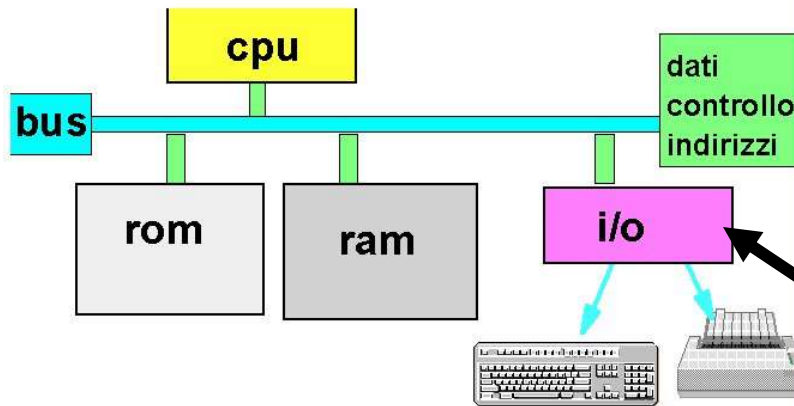 cpu
bus
dati
controllo
indirizzi
rom
ram
i/o